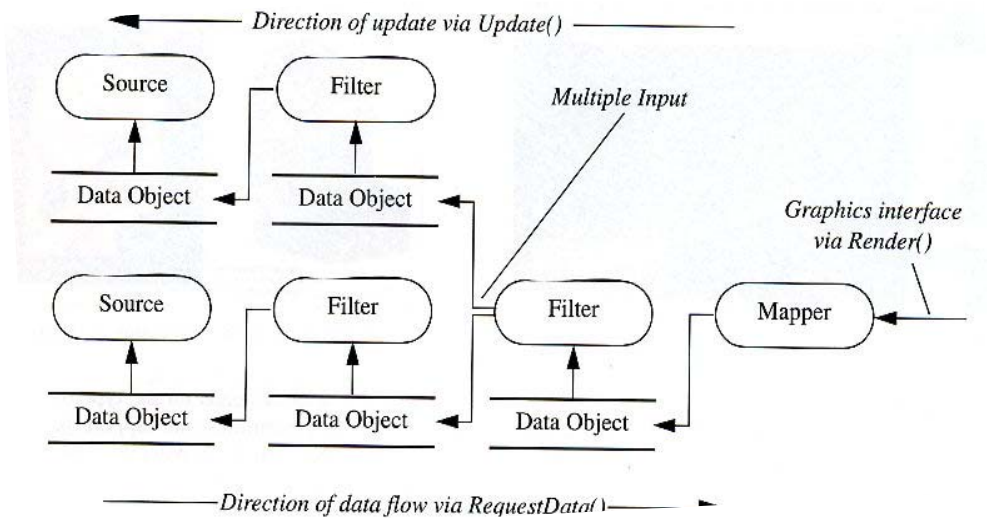 Direction of update via Update()
Source
Filter
Multiple Input
Data Object
Data Object
Graphics interface
via Render()
Source
Filter
Filter
Mapper
Data Object
Data Object
Data Object
Direction of data flow via RequestData()